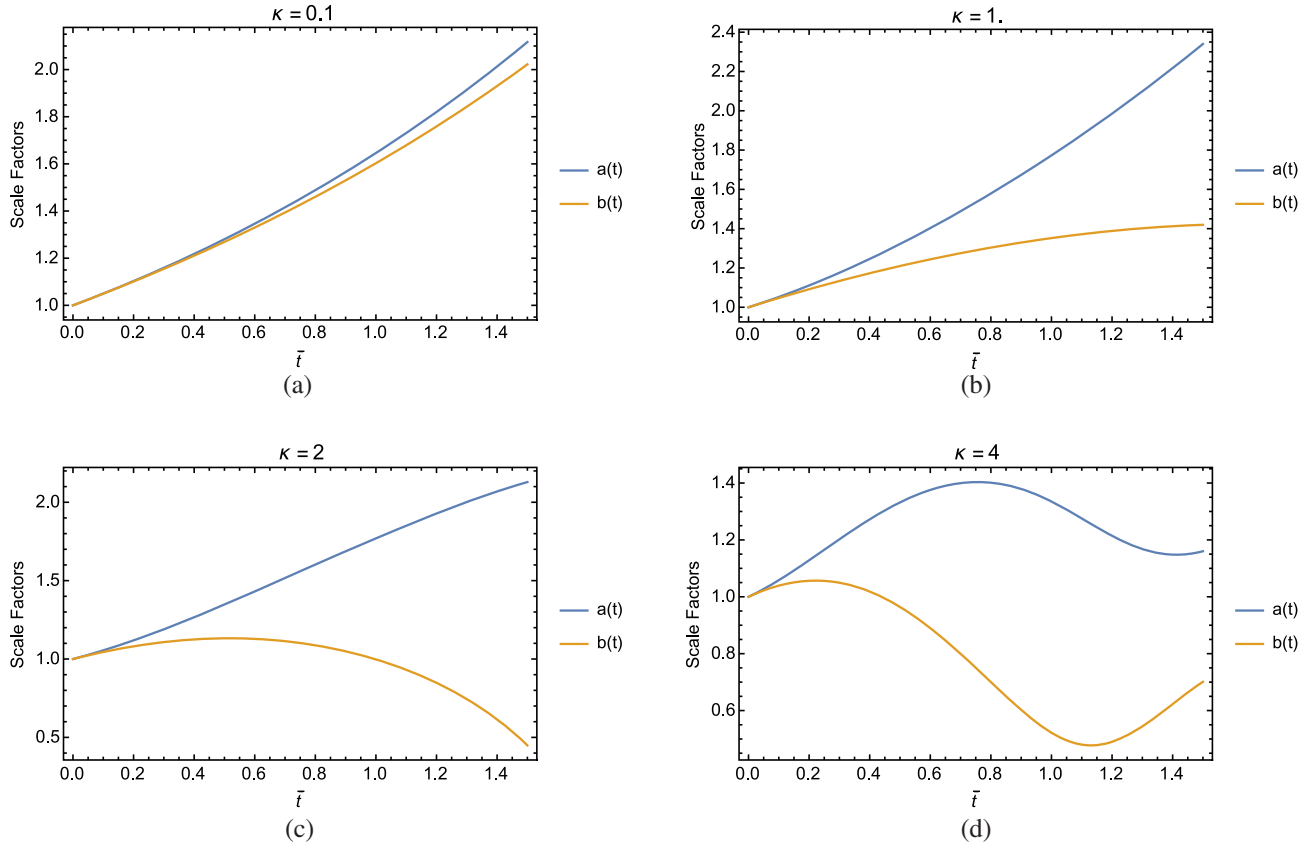 κ = 0.1
Scale Factors
2.0
1.8
1.6
1.4
1.2
1.0
0.0 0.2 0.4 0.6 0.8 1.0 1.2 1.4
t̄
a(t)
b(t)
(a)
κ = 1.
Scale Factors
2.4
2.2
2.0
1.8
1.6
1.4
1.2
1.0
0.0 0.2 0.4 0.6 0.8 1.0 1.2 1.4
t̄
a(t)
b(t)
(b)
κ = 2
Scale Factors
2.0
1.5
1.0
0.5
0.0 0.2 0.4 0.6 0.8 1.0 1.2 1.4
t̄
a(t)
b(t)
(c)
κ = 4
Scale Factors
1.4
1.2
1.0
0.8
0.6
0.0 0.2 0.4 0.6 0.8 1.0 1.2 1.4
t̄
a(t)
b(t)
(d)